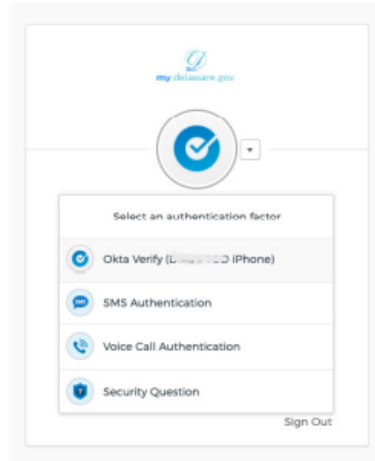 my.delaware.gov
Select an authentication factor
Okta Verify ( iPhone)
SMS Authentication
Voice Call Authentication
Security Question
Sign Out